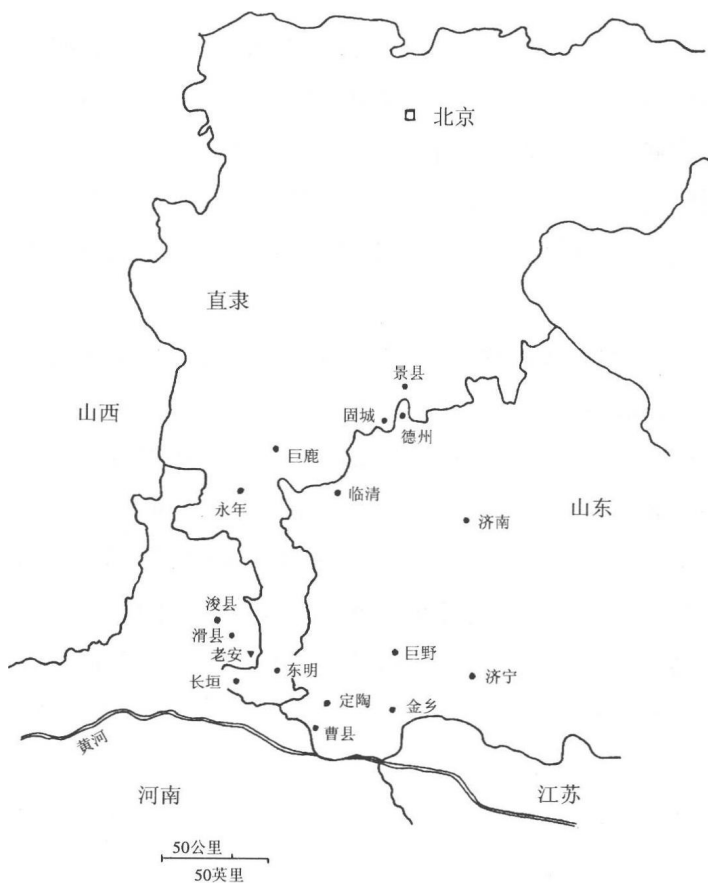 北京
直隶
景县
山西
固城
德州
巨鹿
临清
永年
山东
济南
浚县
滑县
老安
巨野
东明
济宁
长垣
定陶
金乡
曹县
黄河
河南
江苏
50公里
50英里